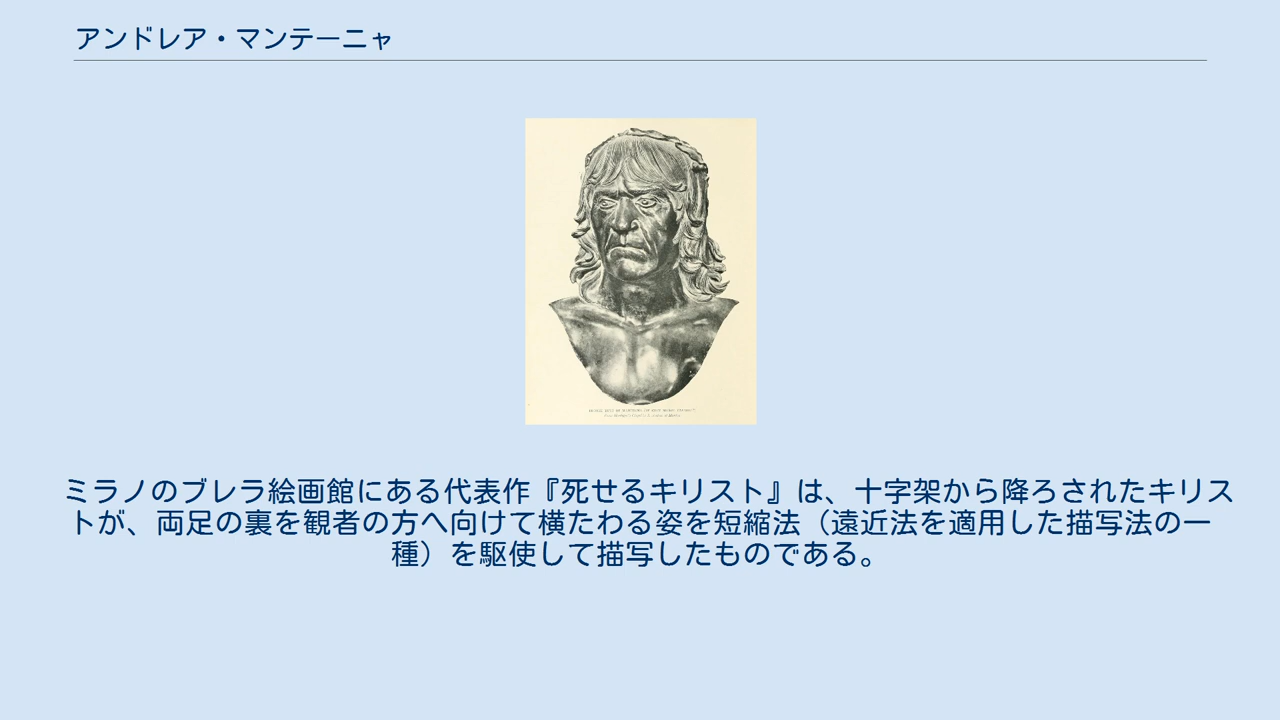 アンドレア・マンテーニャ
ミラノのブレラ絵画館にある代表作『死せるキリスト』は、十字架から降ろされたキリス
トが、両足の裏を観者の方へ向けて横たわる姿を短縮法（遠近法を適用した描写法の一
種）を駆使して描写したものである。